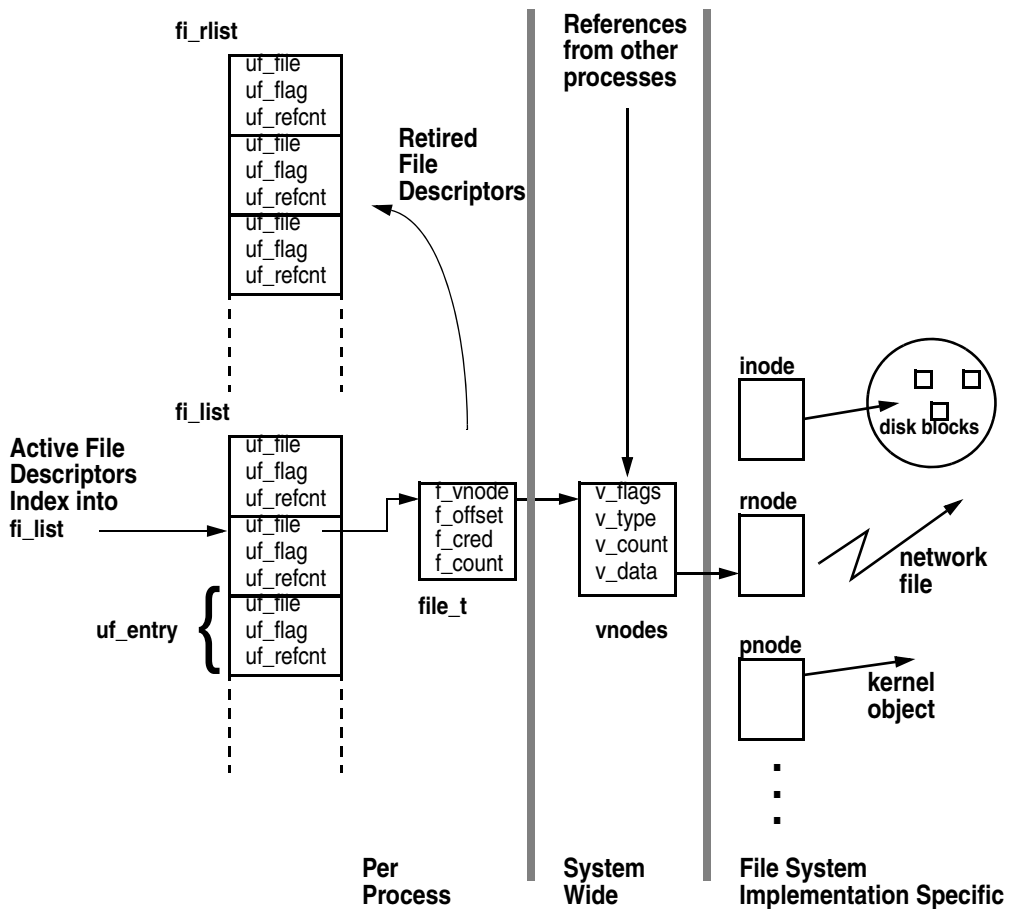 fi_rlist
uf_file
uf_flag
uf_refcnt
uf_file
uf_flag
uf_refcnt
uf_file
uf_flag
uf_refcnt
Retired
File
Descriptors
References
from other
processes
fi_list
Active File
Descriptors
Index into
fi_list
uf_file
uf_flag
uf_refcnt
uf_file
uf_flag
uf_refcnt
uf_file
uf_flag
uf_refcnt
uf_entry
f_vnode
f_offset
f_cred
f_count
file_t
v_flags
v_type
v_count
v_data
vnodes
inode
disk blocks
rnode
network
file
pnode
kernel
object
Per
Process
System
Wide
File System
Implementation Specific